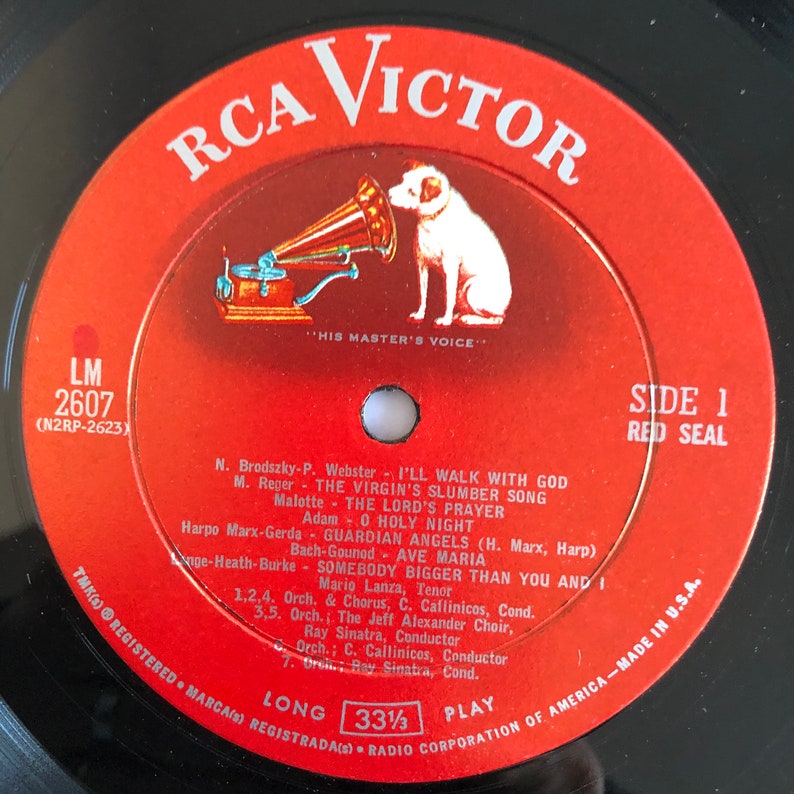 RCA VICTOR
"HIS MASTER'S VOICE"
LM
2607
(N2RP-2623)
SIDE 1
RED SEAL
N. Brodszky-P. Webster - I'LL WALK WITH GOD
M. Reger - THE VIRGIN'S SLUMBER SONG
Malotte - THE LORD'S PRAYER
Adam - O HOLY NIGHT
Harpo Marx-Gerda - GUARDIAN ANGELS (H. Marx, Harp)
Bach-Gounod - AVE MARIA
Lange-Heath-Burke - SOMEBODY BIGGER THAN YOU AND I
Mario Lanza, Tenor
1,2,4. Orch. & Chorus, C. Callinicos, Cond.
3,5. Orch.; The Jeff Alexander Choir,
Ray Sinatra, Conductor
6. Orch.; C. Callinicos, Conductor
7. Orch.; Ray Sinatra, Cond.
LONG 33⅓ PLAY
TMK(s) ® REGISTERED • MARCA(s) REGISTRADA(s) • RADIO CORPORATION OF AMERICA—MADE IN U.S.A.